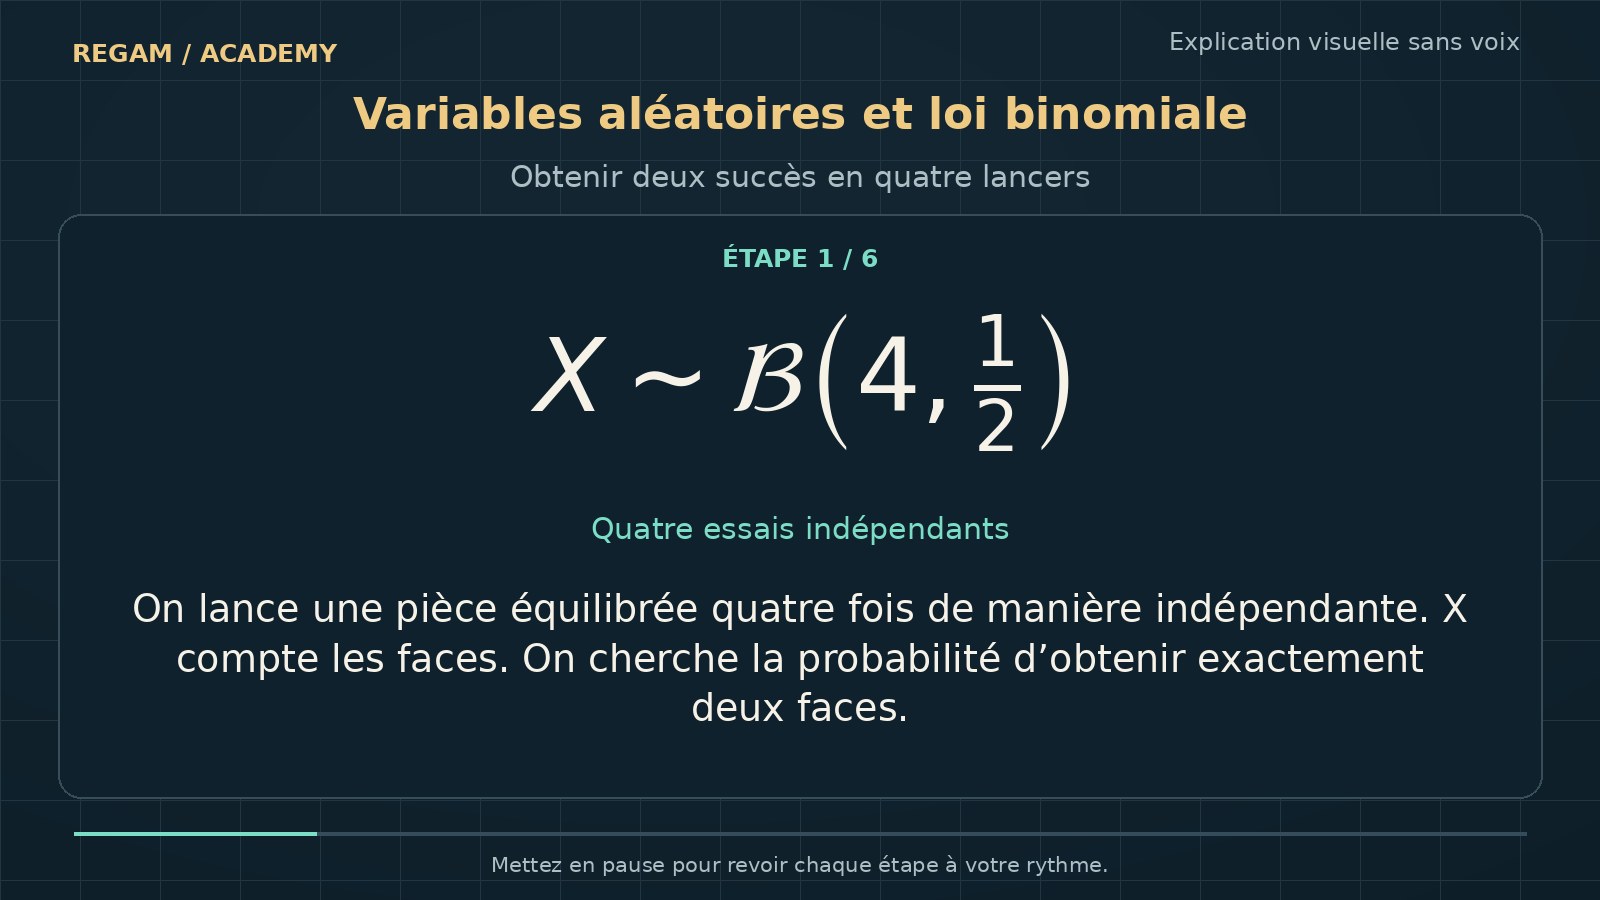 REGAM / ACADEMY
Explication visuelle sans voix
Variables aléatoires et loi binomiale
Obtenir deux succès en quatre lancers
ÉTAPE 1 / 6
X ∼ ℬ(4, 1/2)
Quatre essais indépendants
On lance une pièce équilibrée quatre fois de manière indépendante. X
compte les faces. On cherche la probabilité d’obtenir exactement
deux faces.
Mettez en pause pour revoir chaque étape à votre rythme.